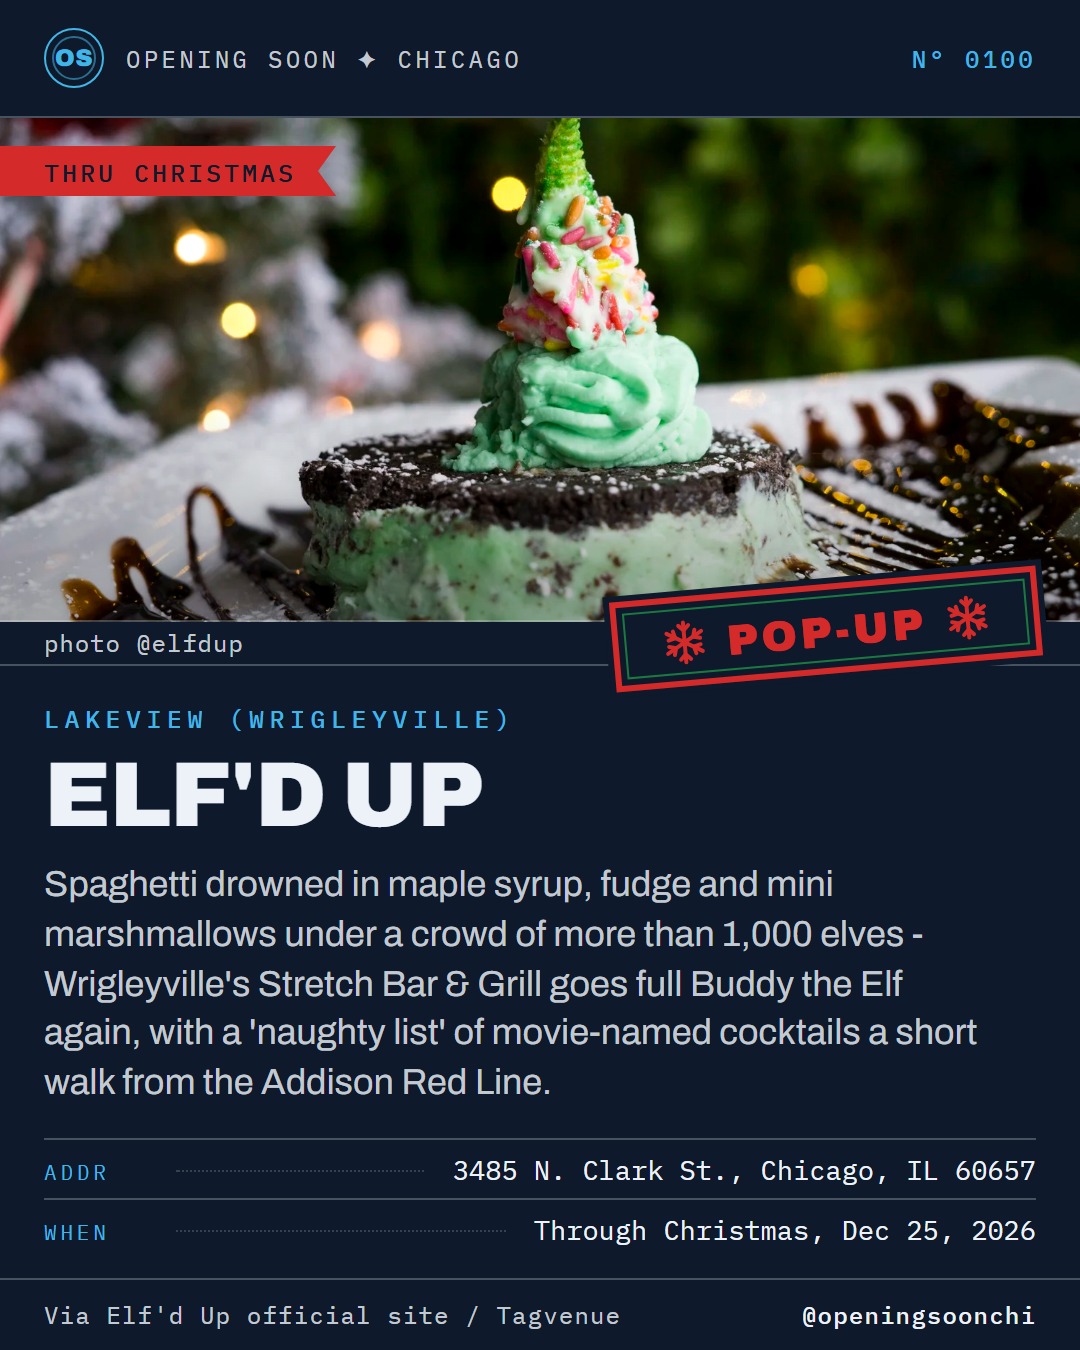 OS OPENING SOON ✦ CHICAGO
N° 0100
THRU CHRISTMAS
photo @elfdup
❄ POP-UP ❄
LAKEVIEW (WRIGLEYVILLE)
ELF'D UP
Spaghetti drowned in maple syrup, fudge and mini
marshmallows under a crowd of more than 1,000 elves -
Wrigleyville's Stretch Bar & Grill goes full Buddy the Elf
again, with a 'naughty list' of movie-named cocktails a short
walk from the Addison Red Line.
ADDR 3485 N. Clark St., Chicago, IL 60657
WHEN Through Christmas, Dec 25, 2026
Via Elf'd Up official site / Tagvenue
@openingsoonchi